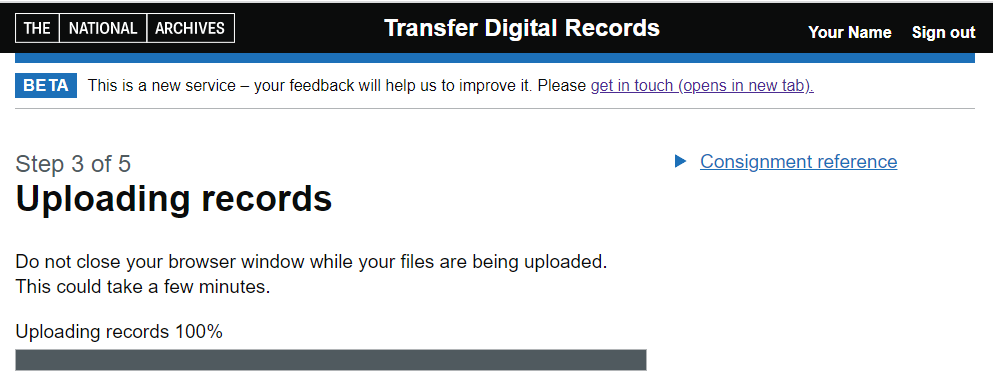 THE NATIONAL ARCHIVES
Transfer Digital Records
Your Name Sign out
BETA This is a new service – your feedback will help us to improve it. Please get in touch (opens in new tab).
Step 3 of 5
Consignment reference
Uploading records
Do not close your browser window while your files are being uploaded.
This could take a few minutes.
Uploading records 100%